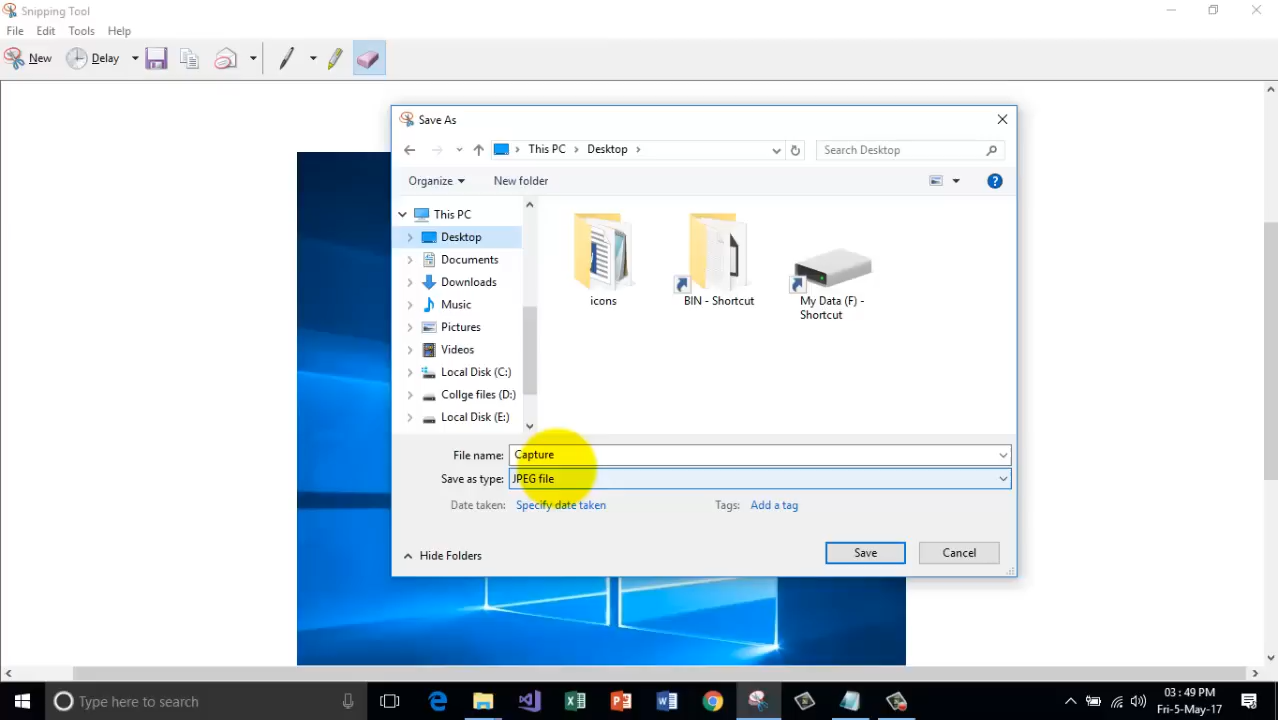 Snipping Tool
File Edit Tools Help
New Delay
Save As
This PC Desktop Search Desktop
Organize New folder ?
This PC
Desktop
Documents
Downloads
Music
Pictures
Videos
Local Disk (C:)
Collge files (D:)
Local Disk (E:)
icons
BIN - Shortcut
My Data (F) -
Shortcut
File name: Capture
Save as type: JPEG file
Date taken: Specify date taken Tags: Add a tag
Hide Folders Save Cancel
Type here to search
03 : 49 PM
Fri-5-May-17